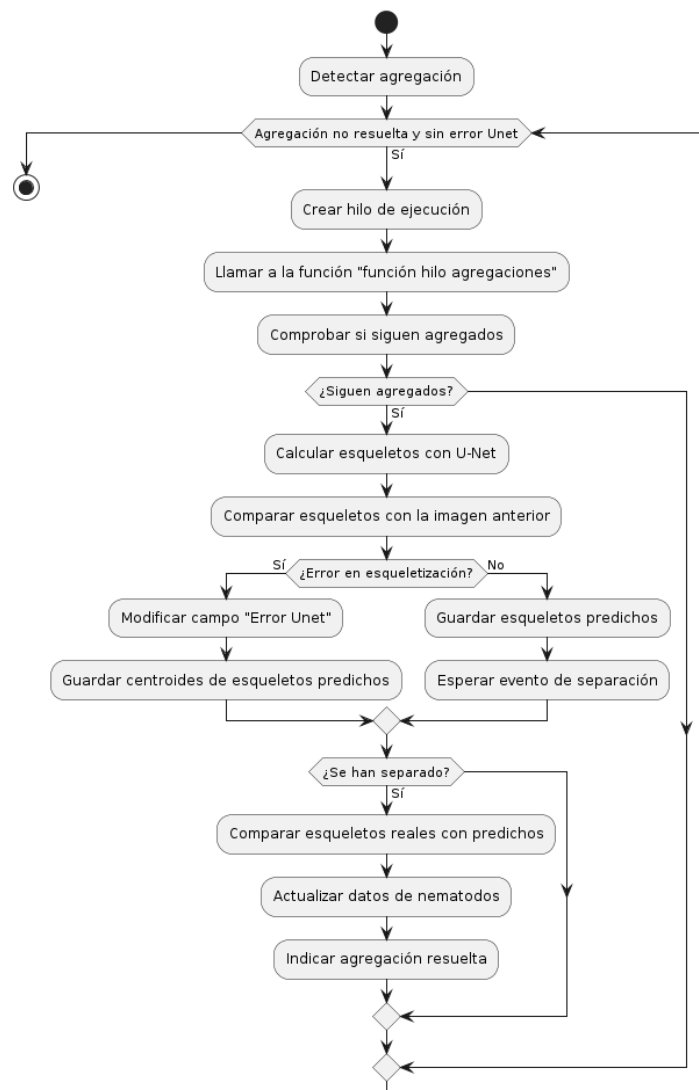 Detectar agregación
Agregación no resuelta y sin error Unet
Sí
Crear hilo de ejecución
Llamar a la función "función hilo agregaciones"
Comprobar si siguen agregados
¿Siguen agregados?
Sí
Calcular esqueletos con U-Net
Comparar esqueletos con la imagen anterior
Sí
¿Error en esqueletización?
No
Modificar campo "Error Unet"
Guardar esqueletos predichos
Guardar centroides de esqueletos predichos
Esperar evento de separación
¿Se han separado?
Sí
Comparar esqueletos reales con predichos
Actualizar datos de nematodos
Indicar agregación resuelta